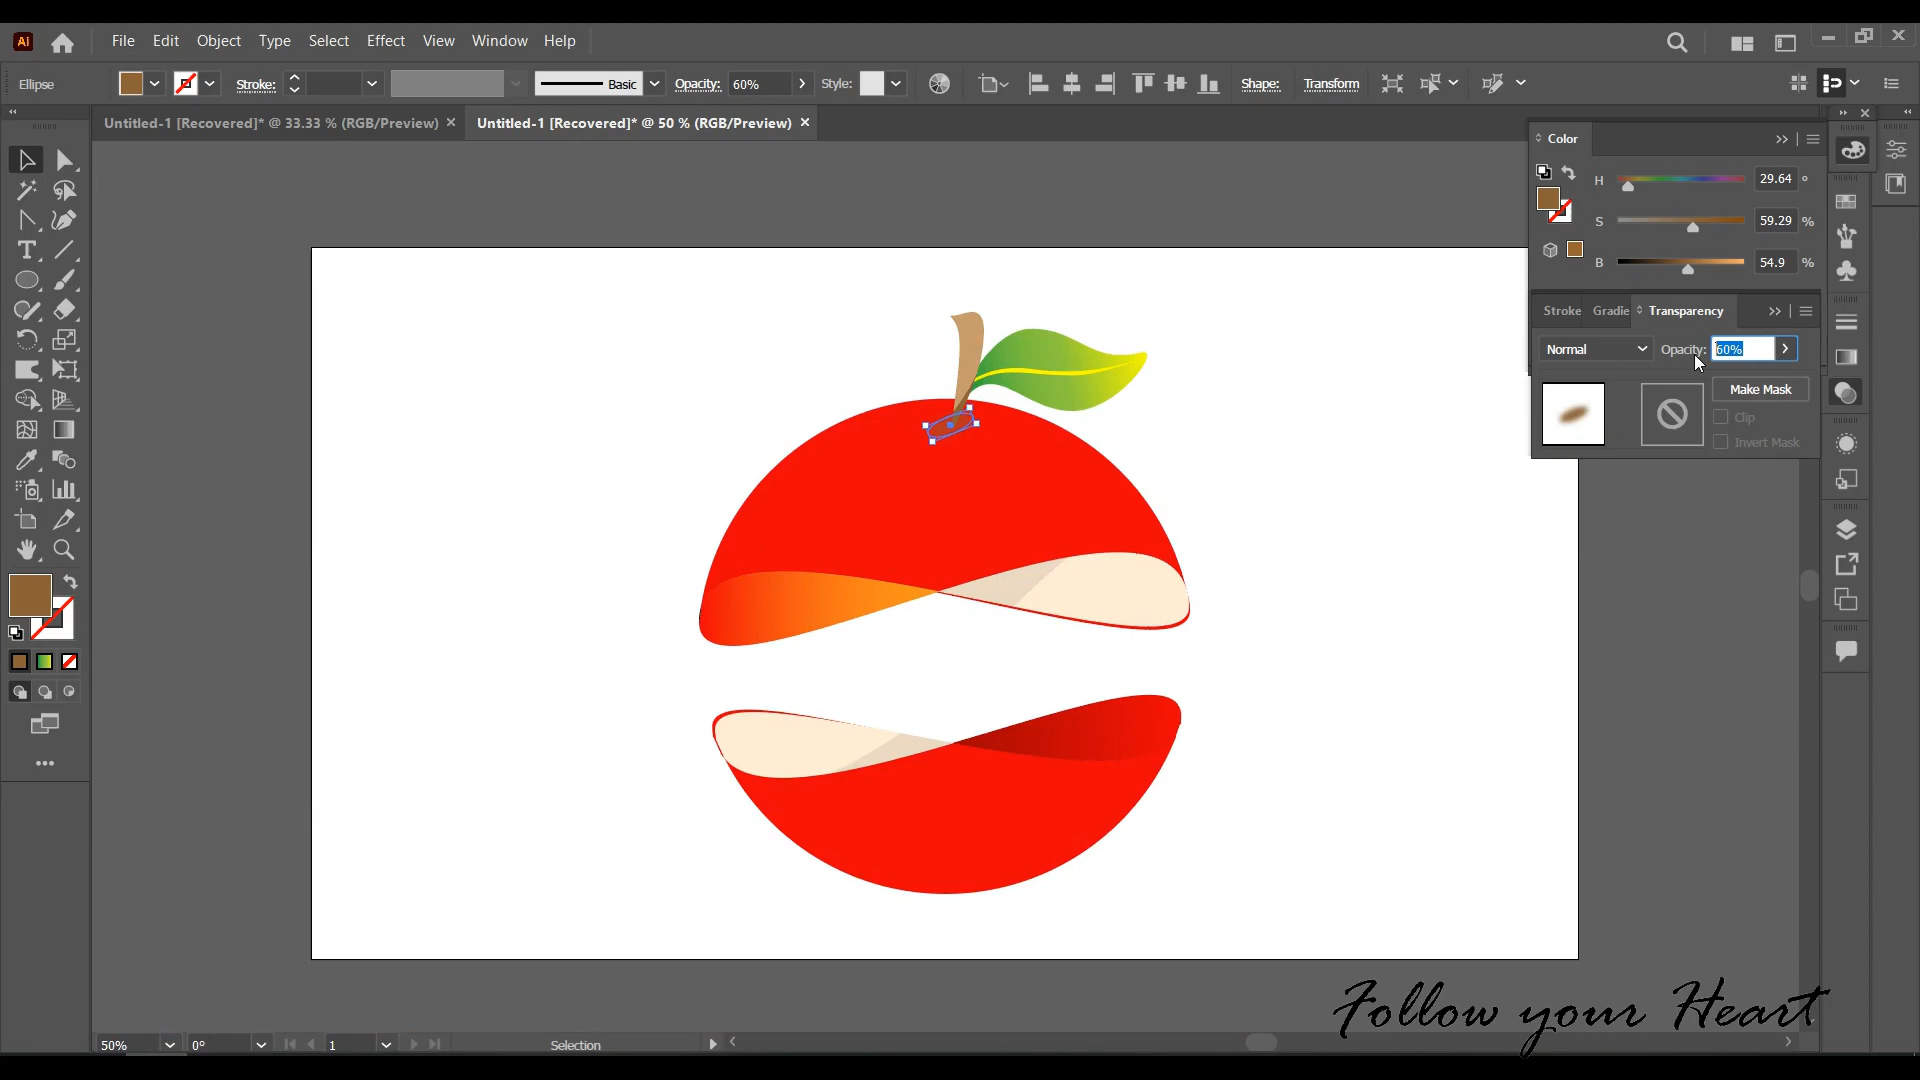 Ai File Edit Object Type Select Effect View Window Help
Ellipse Stroke: Basic Opacity: 60% Style: Shape: Transform
Untitled-1 [Recovered]* @ 33.33 % (RGB/Preview) Untitled-1 [Recovered]* @ 50 % (RGB/Preview)
Color
H 29.64 °
S 59.29 %
B 54.9 %
Stroke Gradie Transparency
Normal Opacity: 60%
Make Mask
Clip
Invert Mask
Follow your Heart
50% 0° 1 Selection